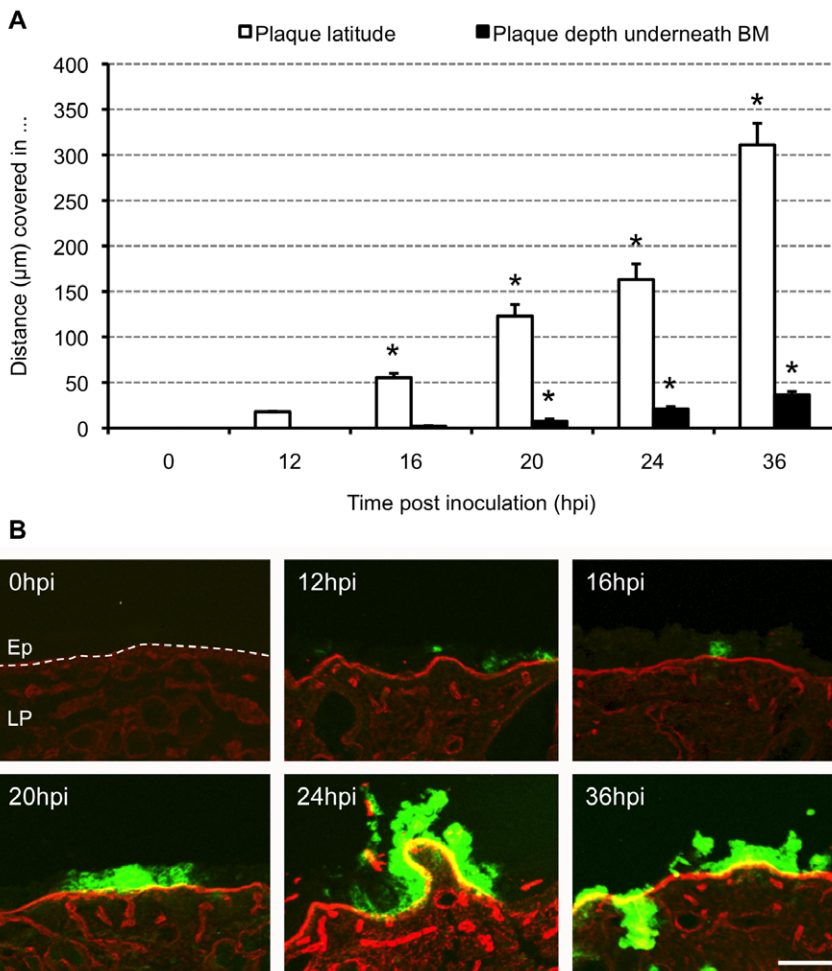 A
Plaque latitude Plaque depth underneath BM
Distance (µm) covered in ...
400
350
300
250
200
150
100
50
0
* * * * * * *
0 12 16 20 24 36
Time post inoculation (hpi)
B
0hpi 12hpi 16hpi
Ep
LP
20hpi 24hpi 36hpi